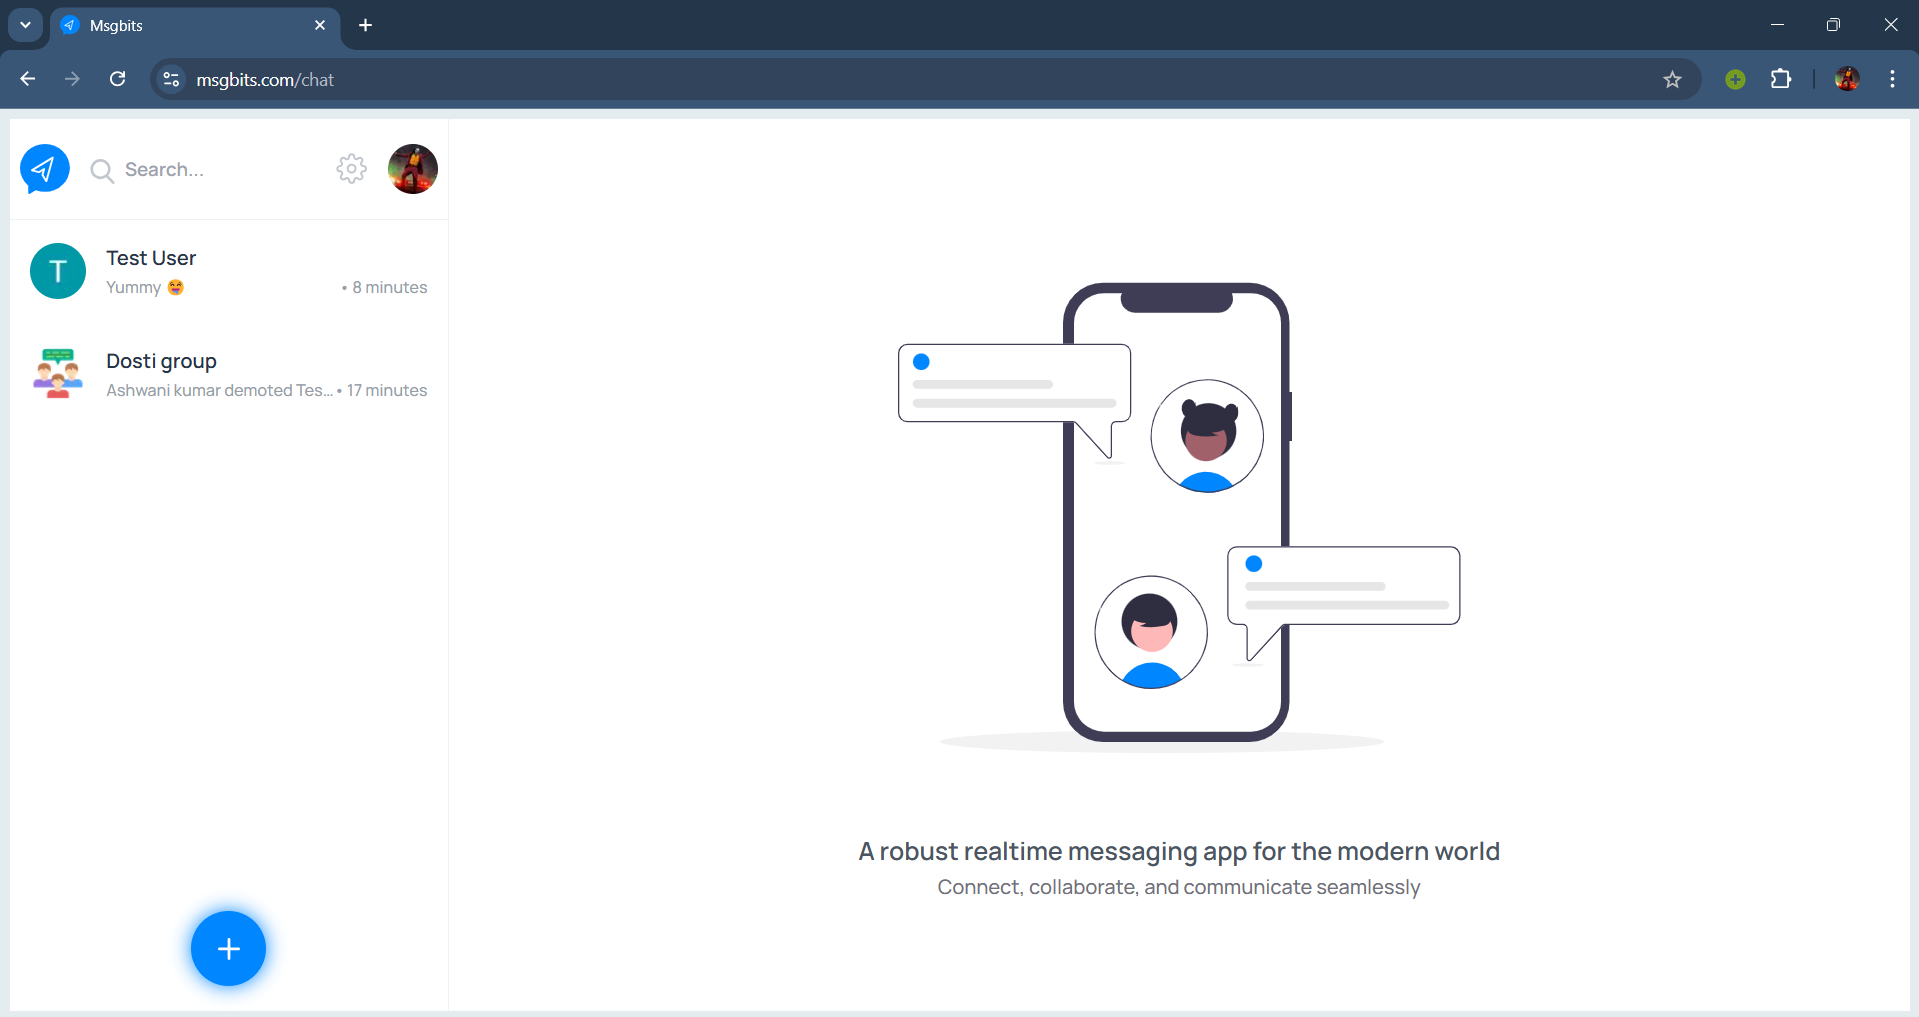 Msgbits
msgbits.com/chat
Search...
T
Test User
Yummy 😋
• 8 minutes
Dosti group
Ashwani kumar demoted Tes... • 17 minutes
A robust realtime messaging app for the modern world
Connect, collaborate, and communicate seamlessly